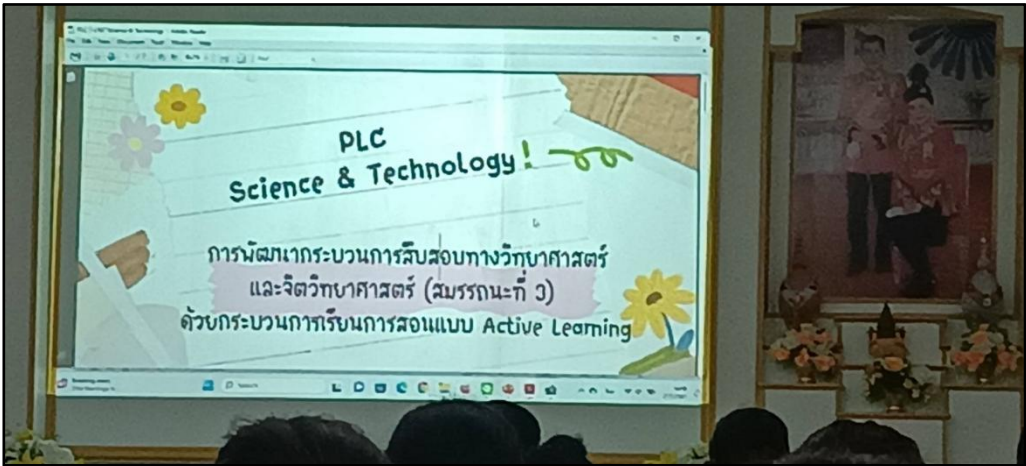 PLC
Science & Technology!
การพัฒนากระบวนการสืบสอบทางวิทยาศาสตร์
และจิตวิทยาศาสตร์ (สมรรถนะที่ ๖)
ด้วยกระบวนการเรียนการสอนแบบ Active Learning